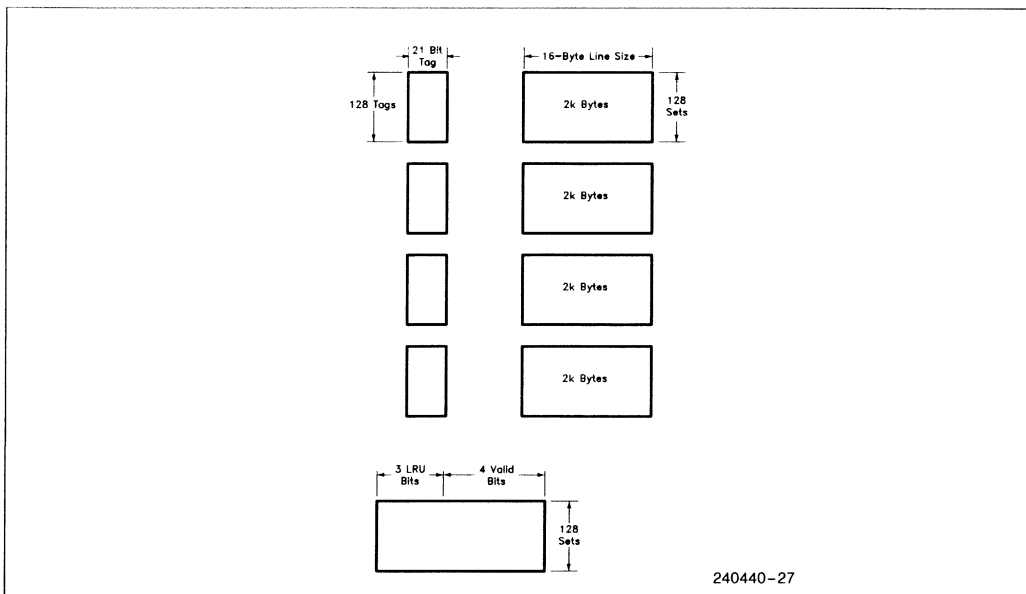 21 Bit
Tag
16-Byte Line Size
128 Tags
2k Bytes
128
Sets
2k Bytes
2k Bytes
2k Bytes
3 LRU
Bits
4 Valid
Bits
128
Sets
240440-27